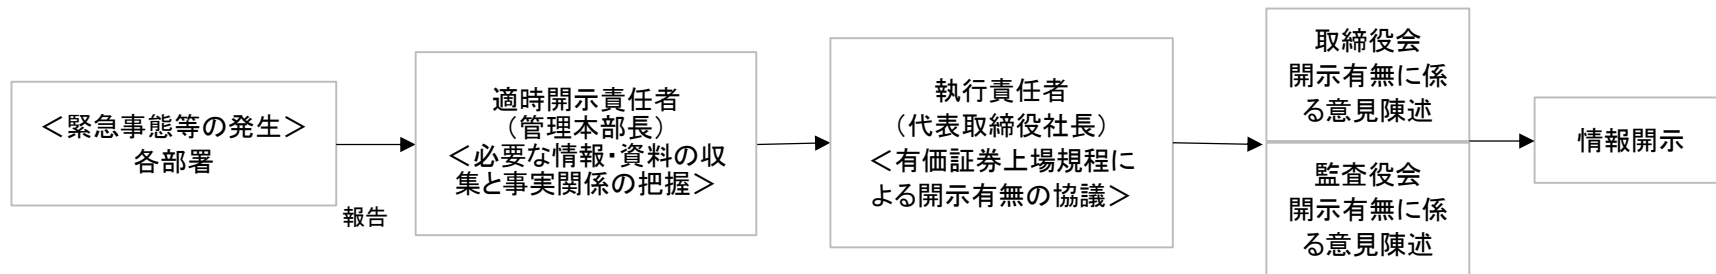 ＜緊急事態等の発生＞
各部署
報告
適時開示責任者
（管理本部長）
＜必要な情報・資料の収
集と事実関係の把握＞
執行責任者
（代表取締役社長）
＜有価証券上場規程に
よる開示有無の協議＞
取締役会
開示有無に係
る意見陳述
監査役会
開示有無に係
る意見陳述
情報開示